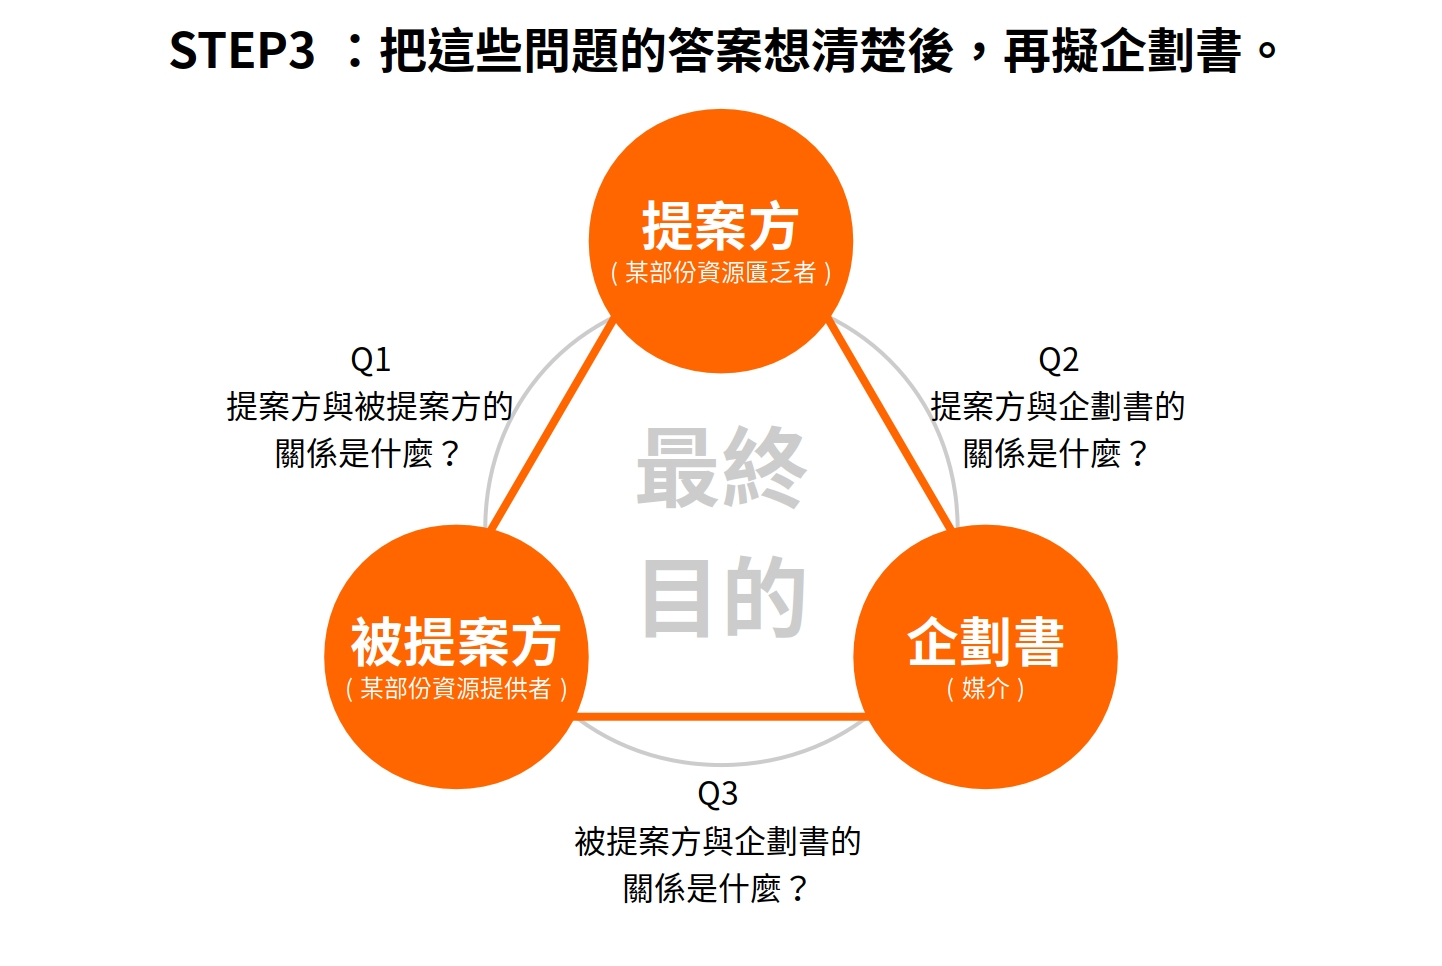 STEP3 ：把這些問題的答案想清楚後，再擬企劃書。
提案方
( 某部份資源匱乏者 )
Q1
提案方與被提案方的
關係是什麼？
Q2
提案方與企劃書的
關係是什麼？
最終
目的
被提案方
( 某部份資源提供者 )
企劃書
( 媒介 )
Q3
被提案方與企劃書的
關係是什麼？